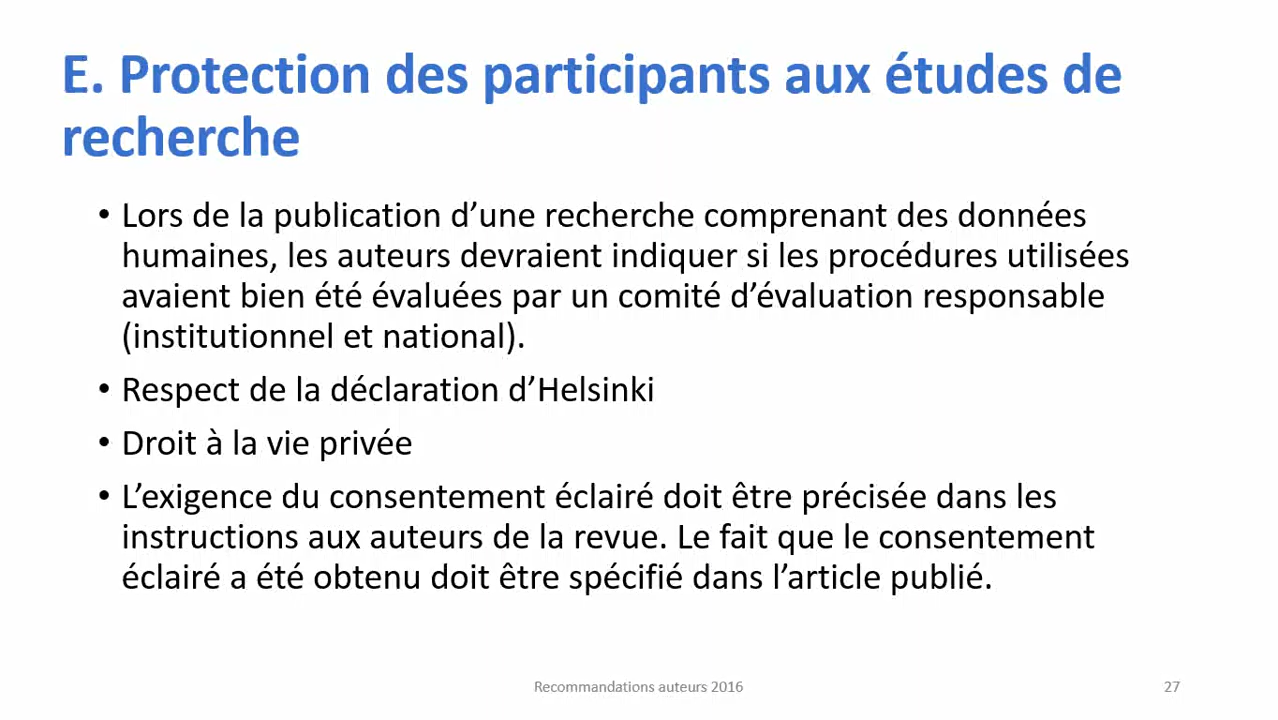 E. Protection des participants aux études de
recherche
• Lors de la publication d’une recherche comprenant des données
humaines, les auteurs devraient indiquer si les procédures utilisées
avaient bien été évaluées par un comité d’évaluation responsable
(institutionnel et national).
• Respect de la déclaration d’Helsinki
• Droit à la vie privée
• L’exigence du consentement éclairé doit être précisée dans les
instructions aux auteurs de la revue. Le fait que le consentement
éclairé a été obtenu doit être spécifié dans l’article publié.
Recommandations auteurs 2016
27